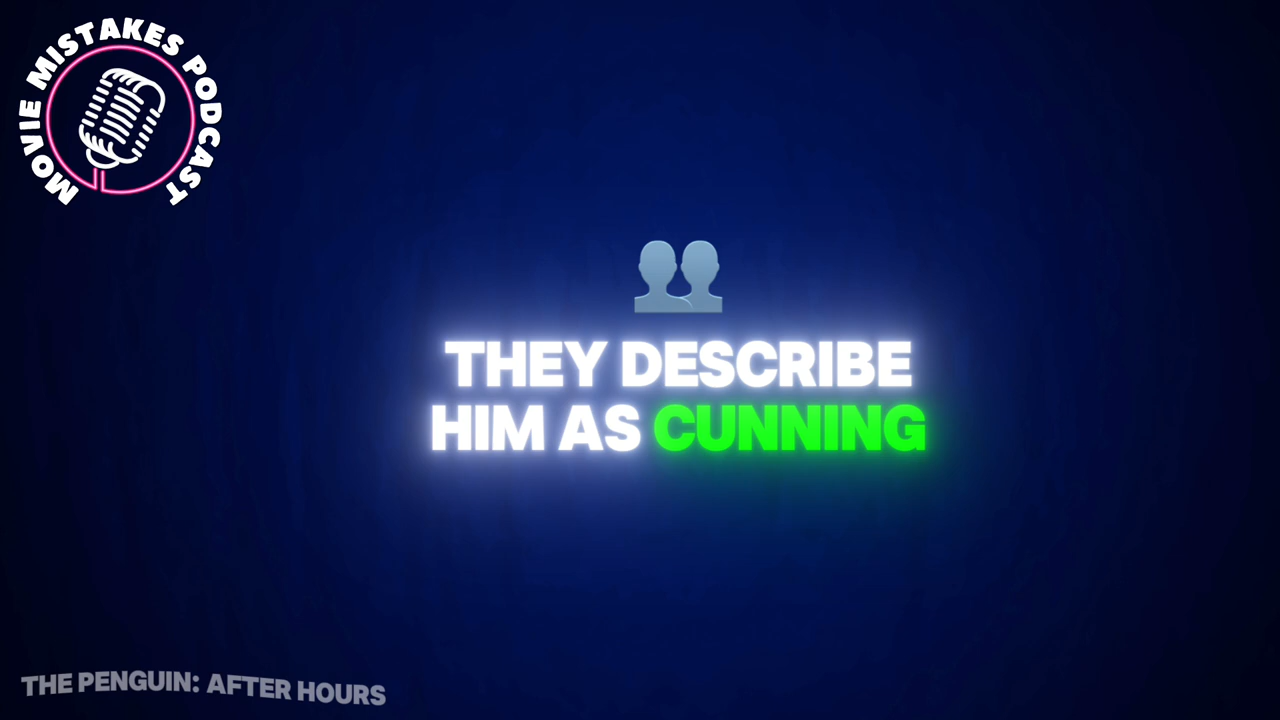 MOVIE MISTAKES PODCAST
THEY DESCRIBE
HIM AS CUNNING
THE PENGUIN: AFTER HOURS